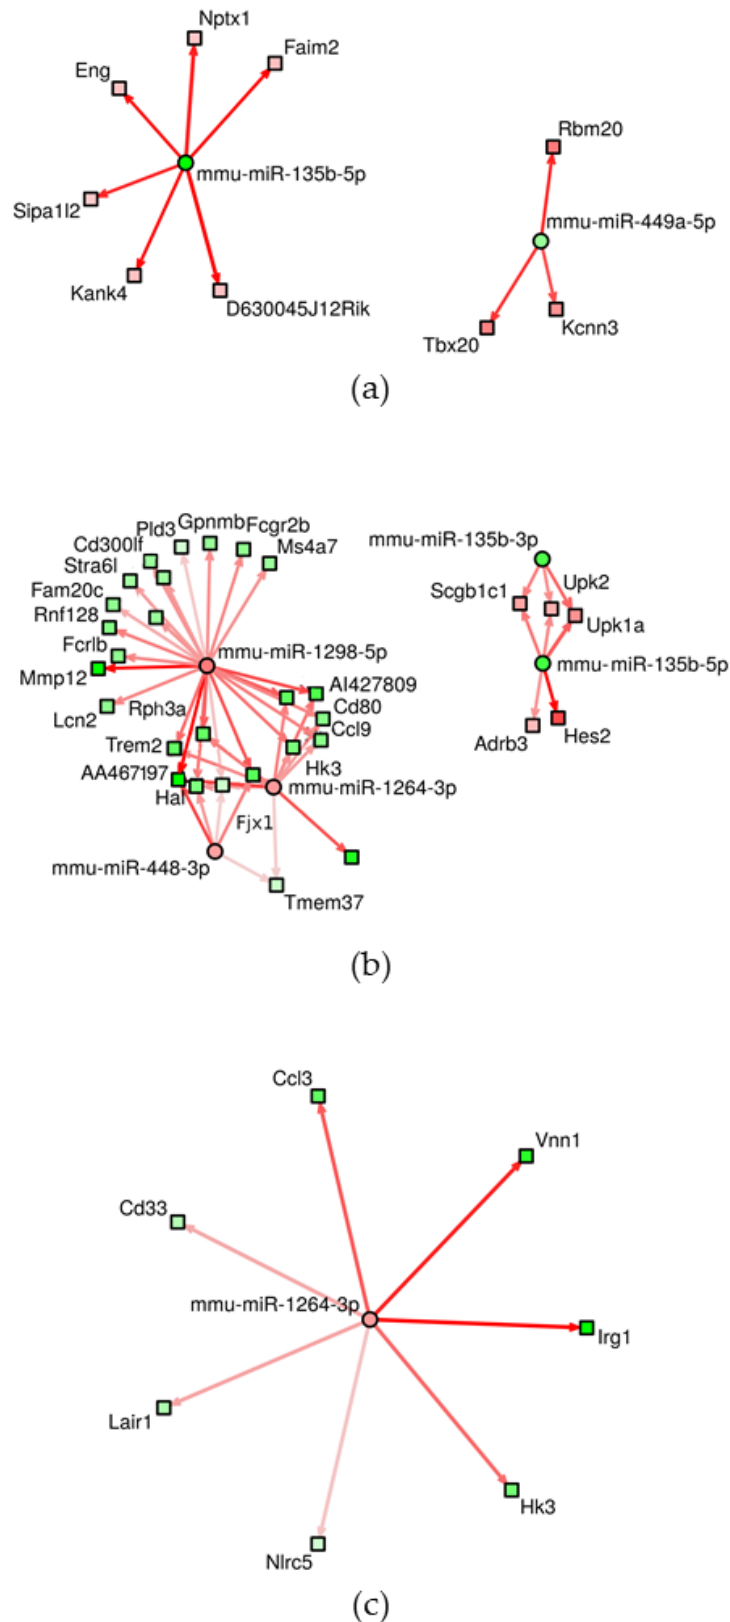 Nptx1
Faim2
Eng
mmu-miR-135b-5p
Sipa1l2
Kank4
D630045J12Rik
Rbm20
mmu-miR-449a-5p
Kcnn3
Tbx20
(a)
Pld3
Gpnmb
Fcgr2b
Cd300lf
Ms4a7
Stra6l
Fam20c
Rnf128
Fcrlb
mmu-miR-1298-5p
Mmp12
AI427809
Lcn2
Rph3a
Cd80
Ccl9
Trem2
Hk3
AA467197
mmu-miR-1264-3p
Hal
Fjx1
mmu-miR-448-3p
Tmem37
mmu-miR-135b-3p
Scgb1c1
Upk2
Upk1a
mmu-miR-135b-5p
Adrb3
Hes2
(b)
Ccl3
Vnn1
Cd33
mmu-miR-1264-3p
Irg1
Lair1
Hk3
Nlrc5
(c)